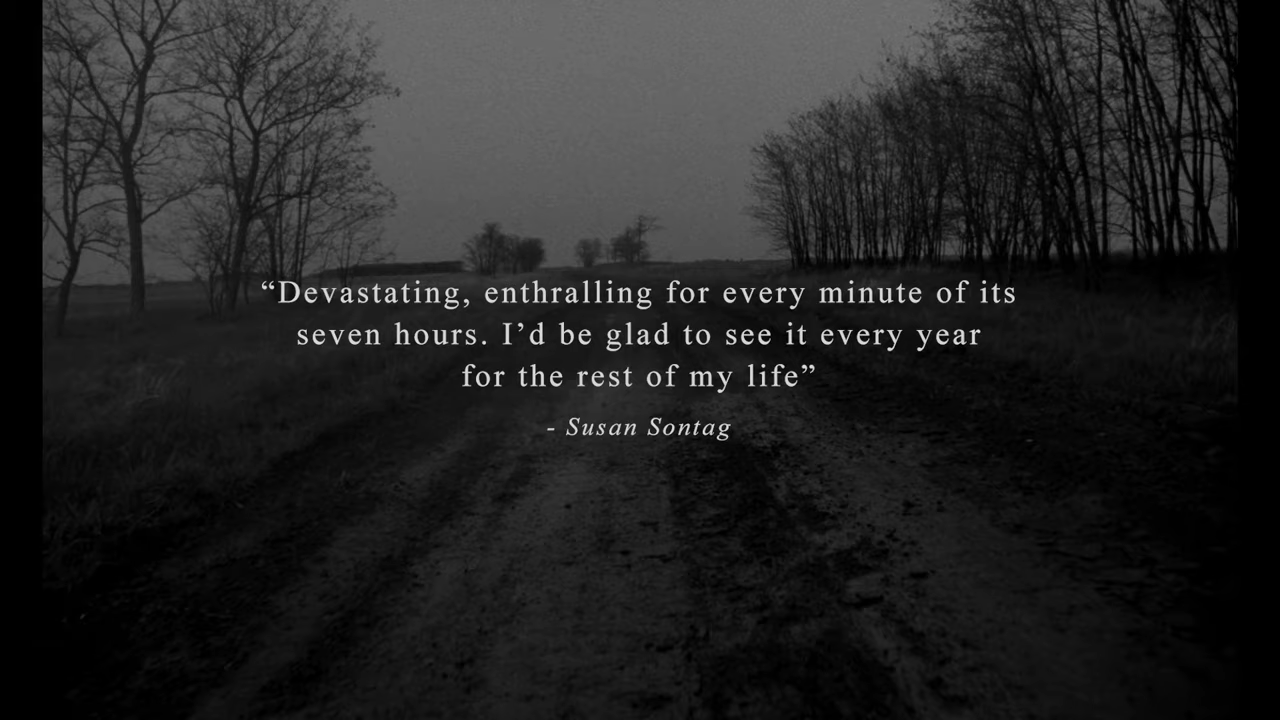 “Devastating, enthralling for every minute of its
seven hours. I’d be glad to see it every year
for the rest of my life”
- Susan Sontag